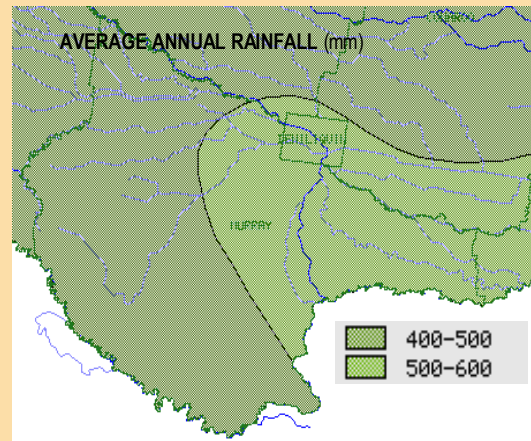 AVERAGE ANNUAL RAINFALL (mm)
DENILIQUIN
MURRAY
400-500
500-600